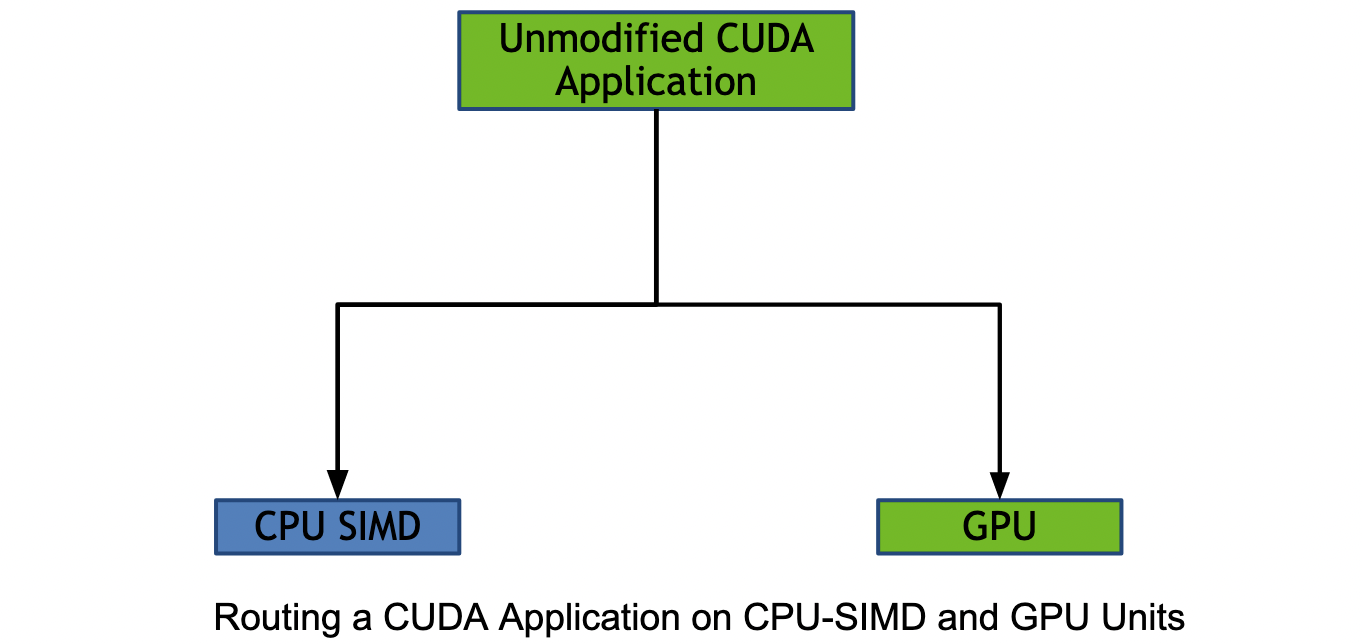 Unmodified CUDA
Application
CPU SIMD
GPU
Routing a CUDA Application on CPU-SIMD and GPU Units